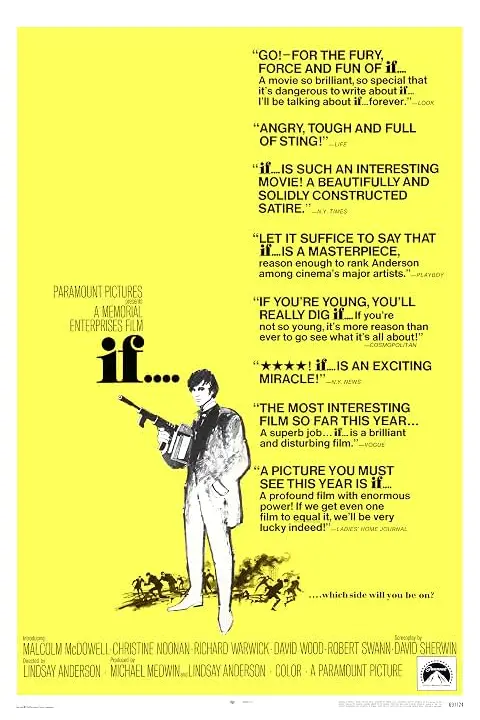 “GO!—FOR THE FURY,
FORCE AND FUN OF if....
A movie so brilliant, so special that
it's dangerous to write about if...
I'll be talking about if...forever.”—LOOK
“ANGRY, TOUGH AND FULL
OF STING!”—LIFE
“if....IS SUCH AN INTERESTING
MOVIE! A BEAUTIFULLY AND
SOLIDLY CONSTRUCTED
SATIRE.”—N.Y. TIMES
“LET IT SUFFICE TO SAY THAT
if....IS A MASTERPIECE,
reason enough to rank Anderson
among cinema's major artists.”—PLAYBOY
“IF YOU'RE YOUNG, YOU'LL
REALLY DIG if.... If you're
not so young, it's more reason than
ever to go see what it's all about!”
—COSMOPOLITAN
“★★★★! if....IS AN EXCITING
MIRACLE!”—N.Y. NEWS
“THE MOST INTERESTING
FILM SO FAR THIS YEAR...
A superb job...if...is a brilliant
and disturbing film.”—VOGUE
“A PICTURE YOU MUST
SEE THIS YEAR IS if....
A profound film with enormous
power! If we get even one
film to equal it, we'll be very
lucky indeed!”—LADIES' HOME JOURNAL
PARAMOUNT PICTURES
presents
A MEMORIAL
ENTERPRISES FILM
if....
....which side will you be on?
Introducing
MALCOLM McDOWELL·CHRISTINE NOONAN·RICHARD WARWICK·DAVID WOOD·ROBERT SWANN·
Screenplay by
DAVID SHERWIN
Directed by
LINDSAY ANDERSON ·
Produced by
MICHAEL MEDWIN AND LINDSAY ANDERSON · COLOR · A PARAMOUNT PICTURE
Paramount
69/124